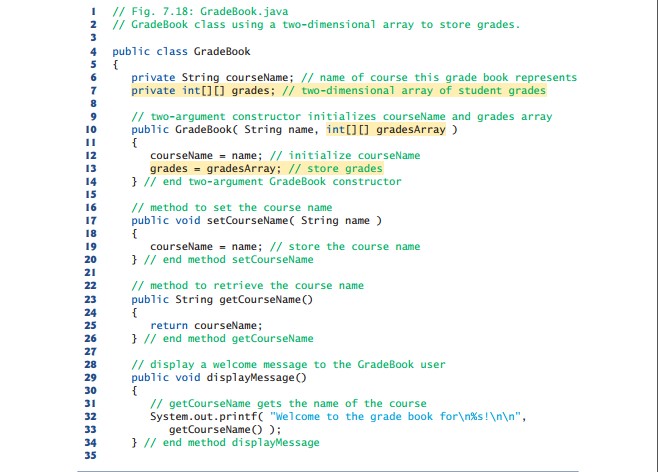 1 // Fig. 7.18: GradeBook.java
2 // GradeBook class using a two-dimensional array to store grades.
3
4 public class GradeBook
5 {
6 private String courseName; // name of course this grade book represents
7 private int[][] grades; // two-dimensional array of student grades
8
9 // two-argument constructor initializes courseName and grades array
10 public GradeBook( String name, int[][] gradesArray )
11 {
12 courseName = name; // initialize courseName
13 grades = gradesArray; // store grades
14 } // end two-argument GradeBook constructor
15
16 // method to set the course name
17 public void setCourseName( String name )
18 {
19 courseName = name; // store the course name
20 } // end method setCourseName
21
22 // method to retrieve the course name
23 public String getCourseName()
24 {
25 return courseName;
26 } // end method getCourseName
27
28 // display a welcome message to the GradeBook user
29 public void displayMessage()
30 {
31 // getCourseName gets the name of the course
32 System.out.printf( "Welcome to the grade book for\n%s!\n\n",
33 getCourseName() );
34 } // end method displayMessage
35